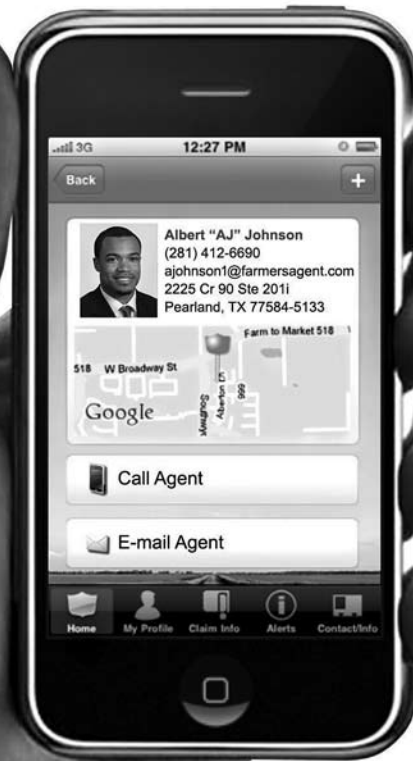 3G 12:27 PM
Back +
Albert “AJ” Johnson
(281) 412-6690
ajohnson1@farmersagent.com
2225 Cr 90 Ste 201i
Pearland, TX 77584-5133
Farm to Market 518
518 W Broadway St
Google
Southwyc
999
Call Agent
E-mail Agent
Home My Profile Claim Info Alerts Contact/Info